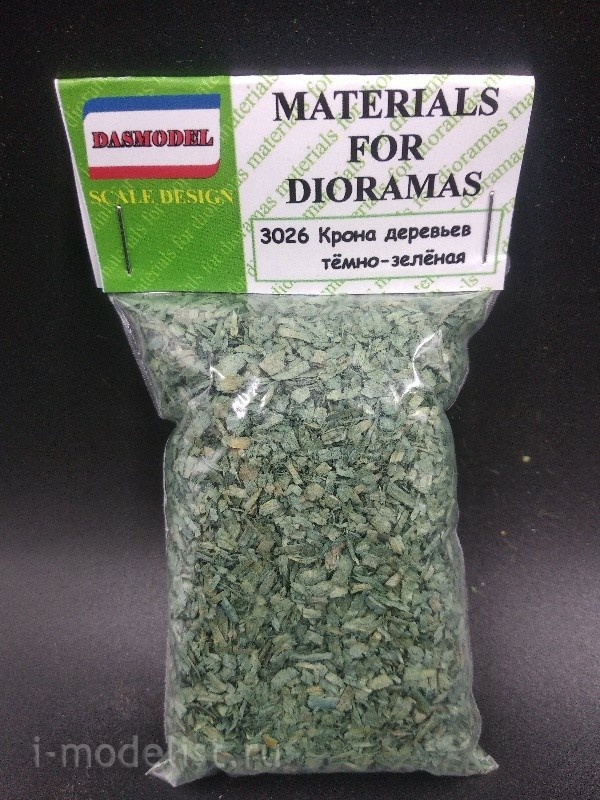 DASMODEL
SCALE DESIGN
MATERIALS
FOR
DIORAMAS
3026 Крона деревьев
тёмно-зелёная
i-modelist.ru